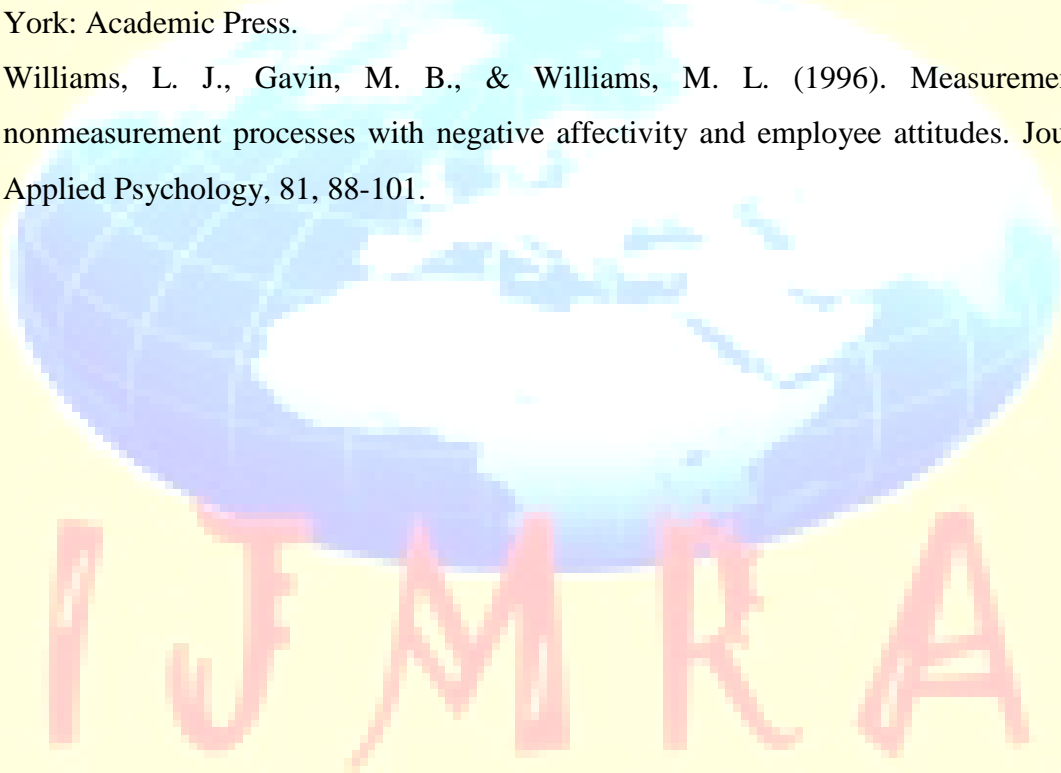 York: Academic Press.
Williams, L. J., Gavin, M. B., & Williams, M. L. (1996). Measuremen
nonmeasurement processes with negative affectivity and employee attitudes. Jou
Applied Psychology, 81, 88-101.
IJMRA